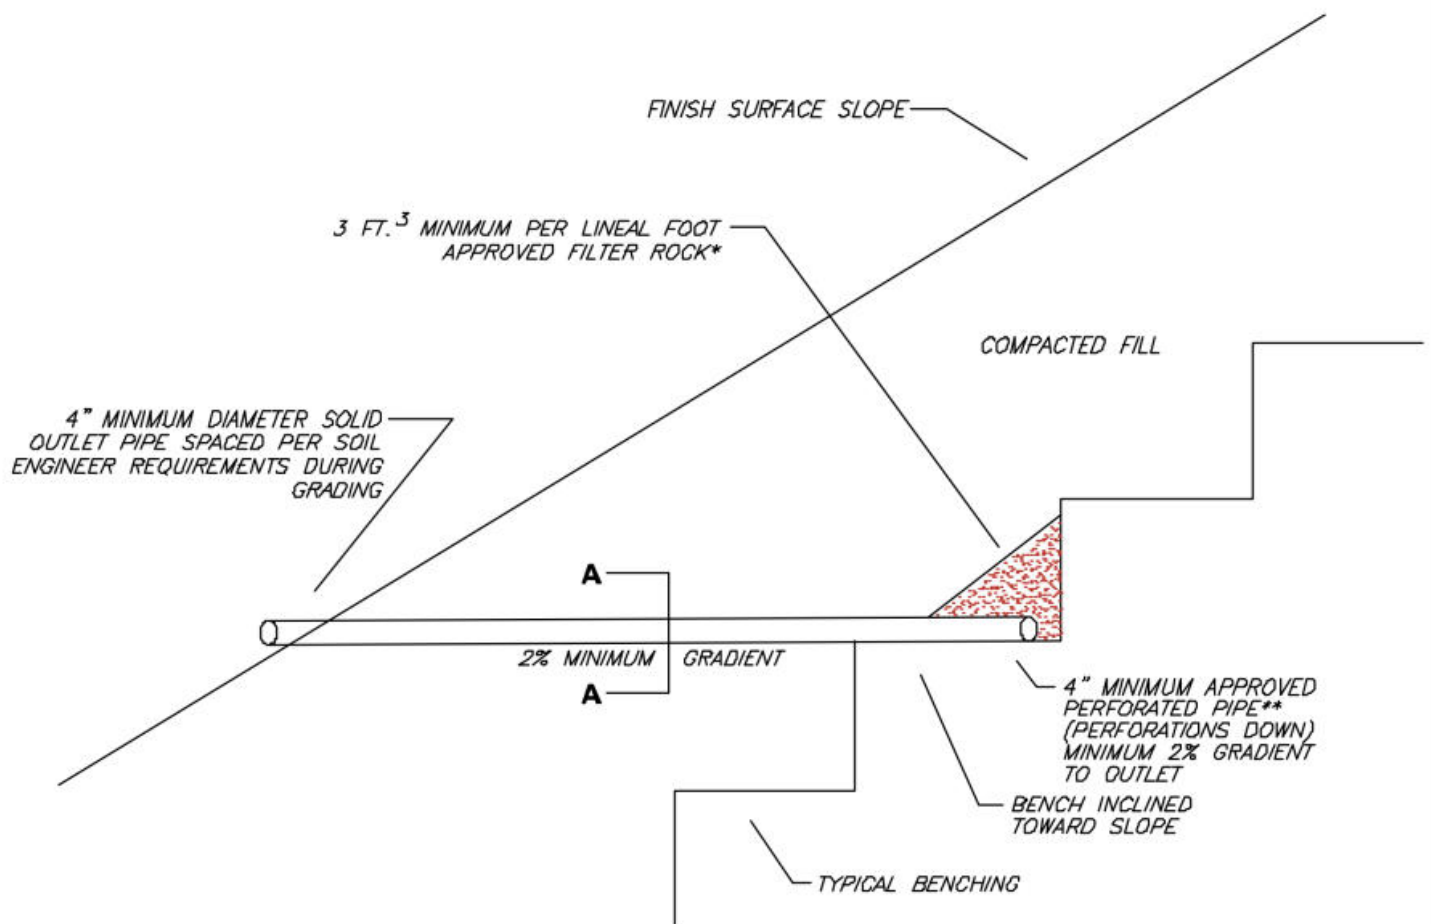 FINISH SURFACE SLOPE
3 FT.³ MINIMUM PER LINEAL FOOT
APPROVED FILTER ROCK*
COMPACTED FILL
4" MINIMUM DIAMETER SOLID
OUTLET PIPE SPACED PER SOIL
ENGINEER REQUIREMENTS DURING
GRADING
A
2% MINIMUM GRADIENT
A
4" MINIMUM APPROVED
PERFORATED PIPE**
(PERFORATIONS DOWN)
MINIMUM 2% GRADIENT
TO OUTLET
BENCH INCLINED
TOWARD SLOPE
TYPICAL BENCHING